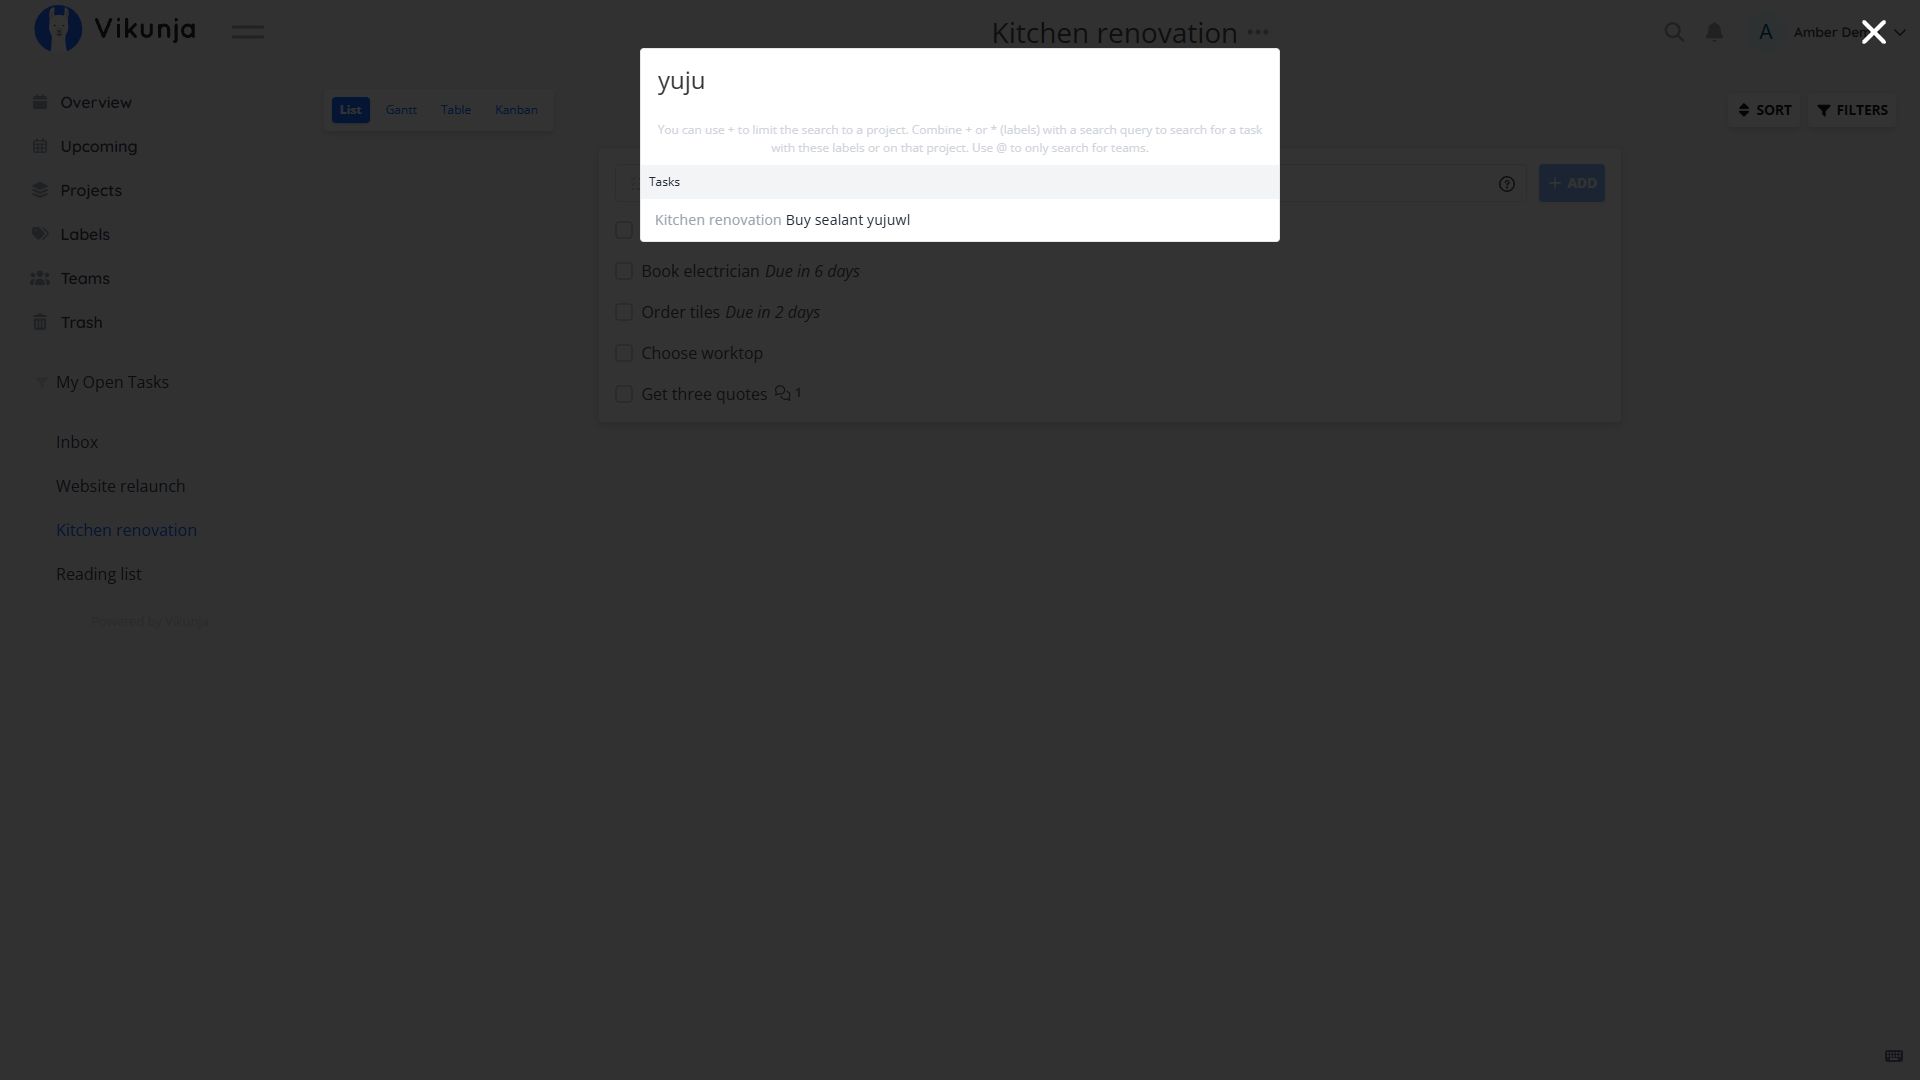 Vikunja
Kitchen renovation
A
Amber De
yuju
You can use + to limit the search to a project. Combine + or * (labels) with a search query to search for a task
with these labels or on that project. Use @ to only search for teams.
Tasks
Kitchen renovation Buy sealant yujuwl
Overview
Upcoming
Projects
Labels
Teams
Trash
My Open Tasks
Inbox
Website relaunch
Kitchen renovation
Reading list
Powered by Vikunja
List
Gantt
Table
Kanban
SORT
FILTERS
+ ADD
Book electrician Due in 6 days
Order tiles Due in 2 days
Choose worktop
Get three quotes 1